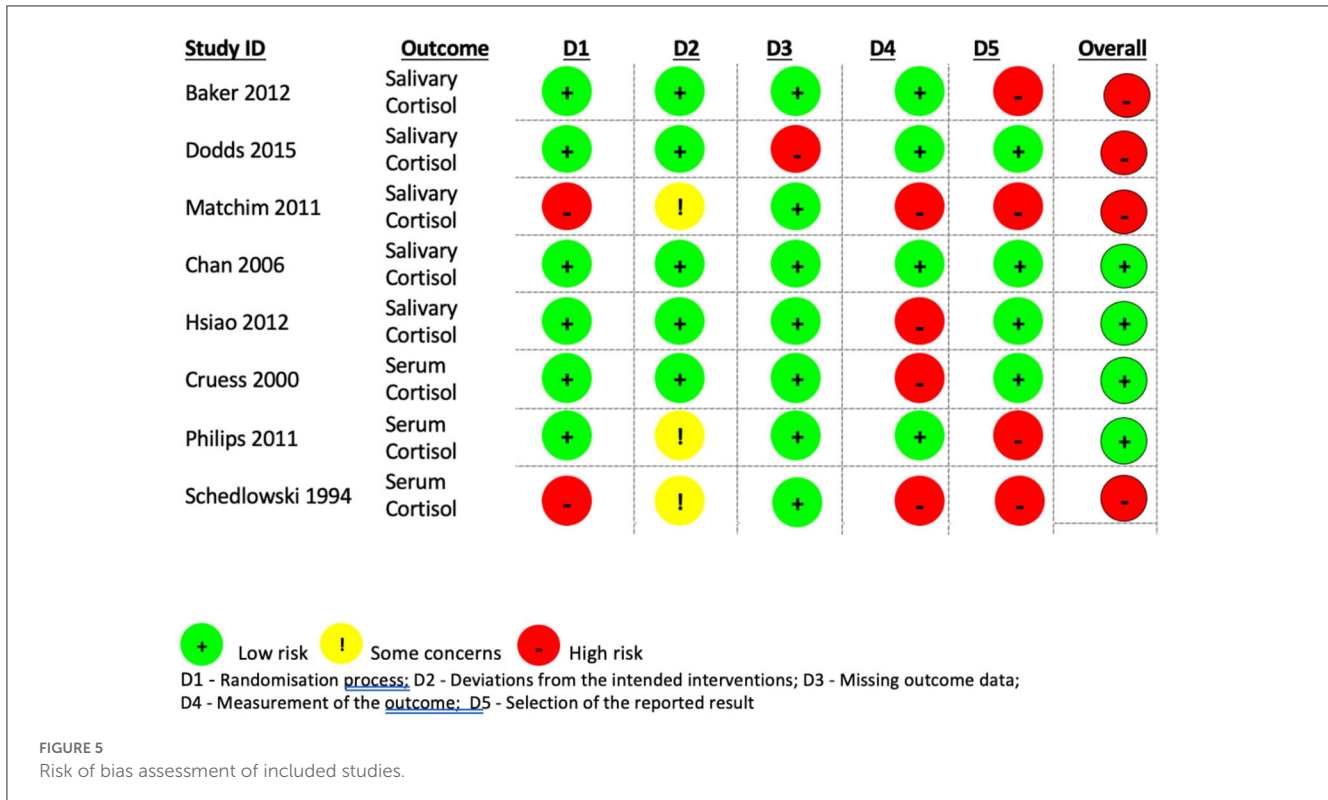 Study ID Outcome D1 D2 D3 D4 D5 Overall
Baker 2012 Salivary Cortisol + + + + - -
Dodds 2015 Salivary Cortisol + + - + + -
Matchim 2011 Salivary Cortisol - ! + - - -
Chan 2006 Salivary Cortisol + + + + + +
Hsiao 2012 Salivary Cortisol + + + - + +
Cruess 2000 Serum Cortisol + + + - + +
Philips 2011 Serum Cortisol + ! + + - +
Schedlowski 1994 Serum Cortisol - ! + - - -
+ Low risk ! Some concerns - High risk
D1 - Randomisation process; D2 - Deviations from the intended interventions; D3 - Missing outcome data;
D4 - Measurement of the outcome; D5 - Selection of the reported result
FIGURE 5
Risk of bias assessment of included studies.